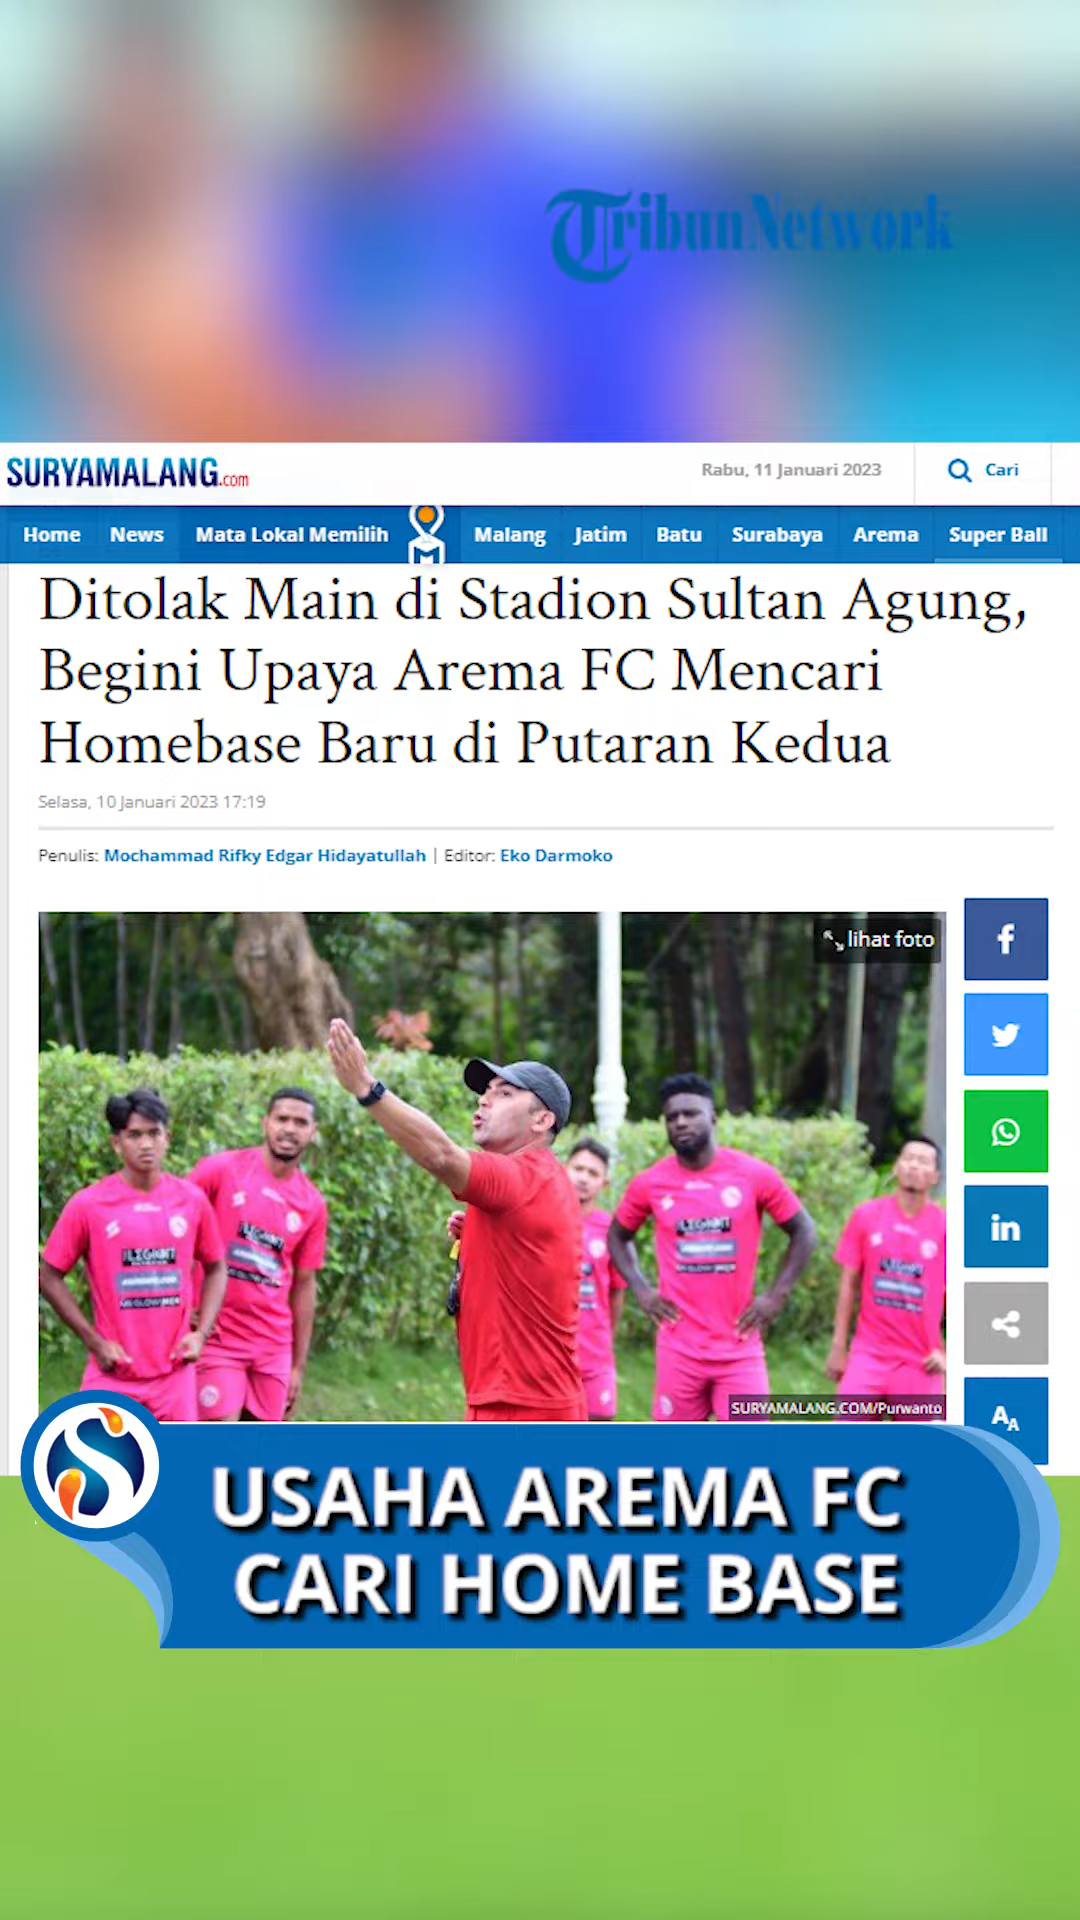 TribunNetwork
SURYAMALANG.com
Rabu, 11 Januari 2023
Cari
Home News Mata Lokal Memilih Malang Jatim Batu Surabaya Arema Super Ball
Ditolak Main di Stadion Sultan Agung,
Begini Upaya Arema FC Mencari
Homebase Baru di Putaran Kedua
Selasa, 10 Januari 2023 17:19
Penulis: Mochammad Rifky Edgar Hidayatullah | Editor: Eko Darmoko
lihat foto
SURYAMALANG.COM/Purwanto
USAHA AREMA FC
CARI HOME BASE